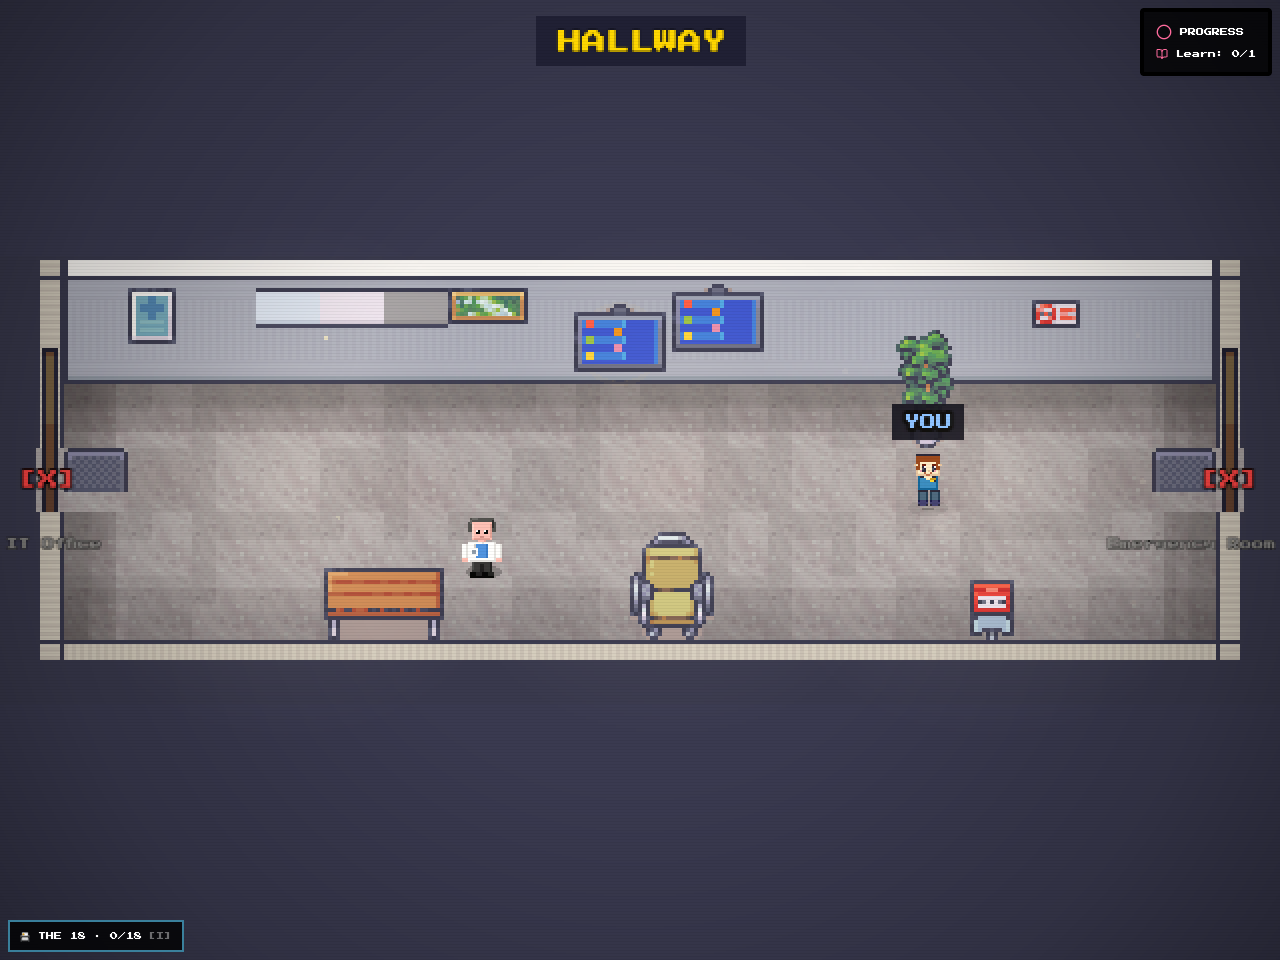 HALLWAY
PROGRESS
Learn: 0/1
YOU
[X]
[X]
IT Office
Emergency Room
THE 18 · 0/18 [I]